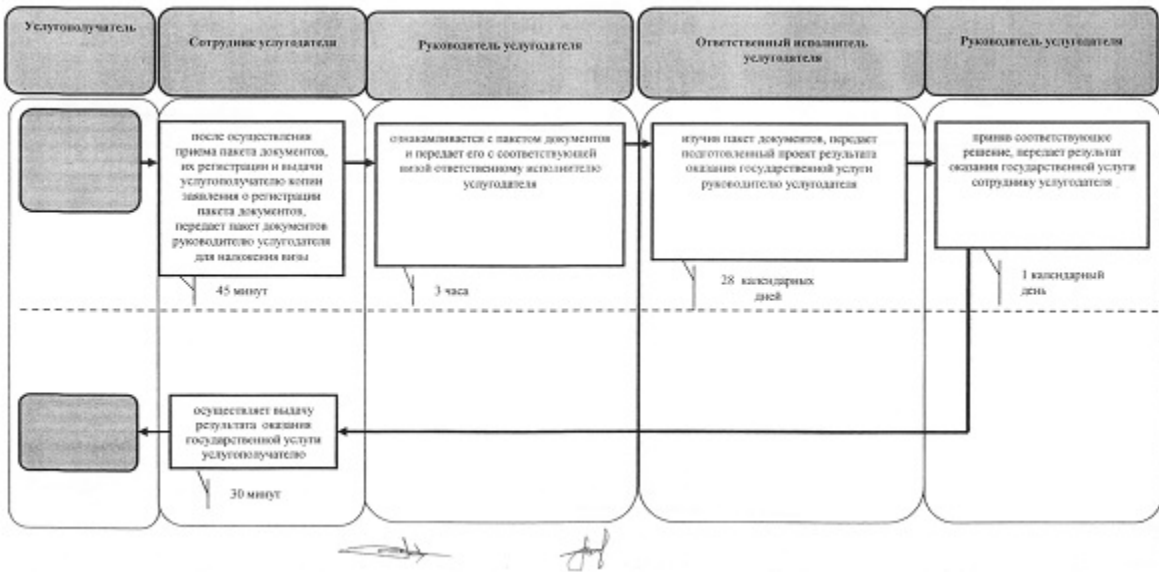 Услугополучатель
Сотрудник услугодателя
Руководитель услугодателя
Ответственный исполнитель
услугодателя
Руководитель услугодателя
после осуществления
приема пакета документов,
их регистрации и выдачи
услугополучателю копии
заявления о регистрации
пакета документов,
передает пакет документов
руководителю услугодателя
для наложения визы
45 минут
ознакамливается с пакетом документов
и передает его с соответствующей
визой ответственному исполнителю
услугодателя
3 часа
изучив пакет документов, передает
подготовленный проект результата
оказания государственной услуги
руководителю услугодателя
28 календарных
дней
приняв соответствующее
решение, передает результат
оказания государственной услуги
сотруднику услугодателя
1 календарный
день
осуществляет выдачу
результата оказания
государственной услуги
услугополучателю
30 минут